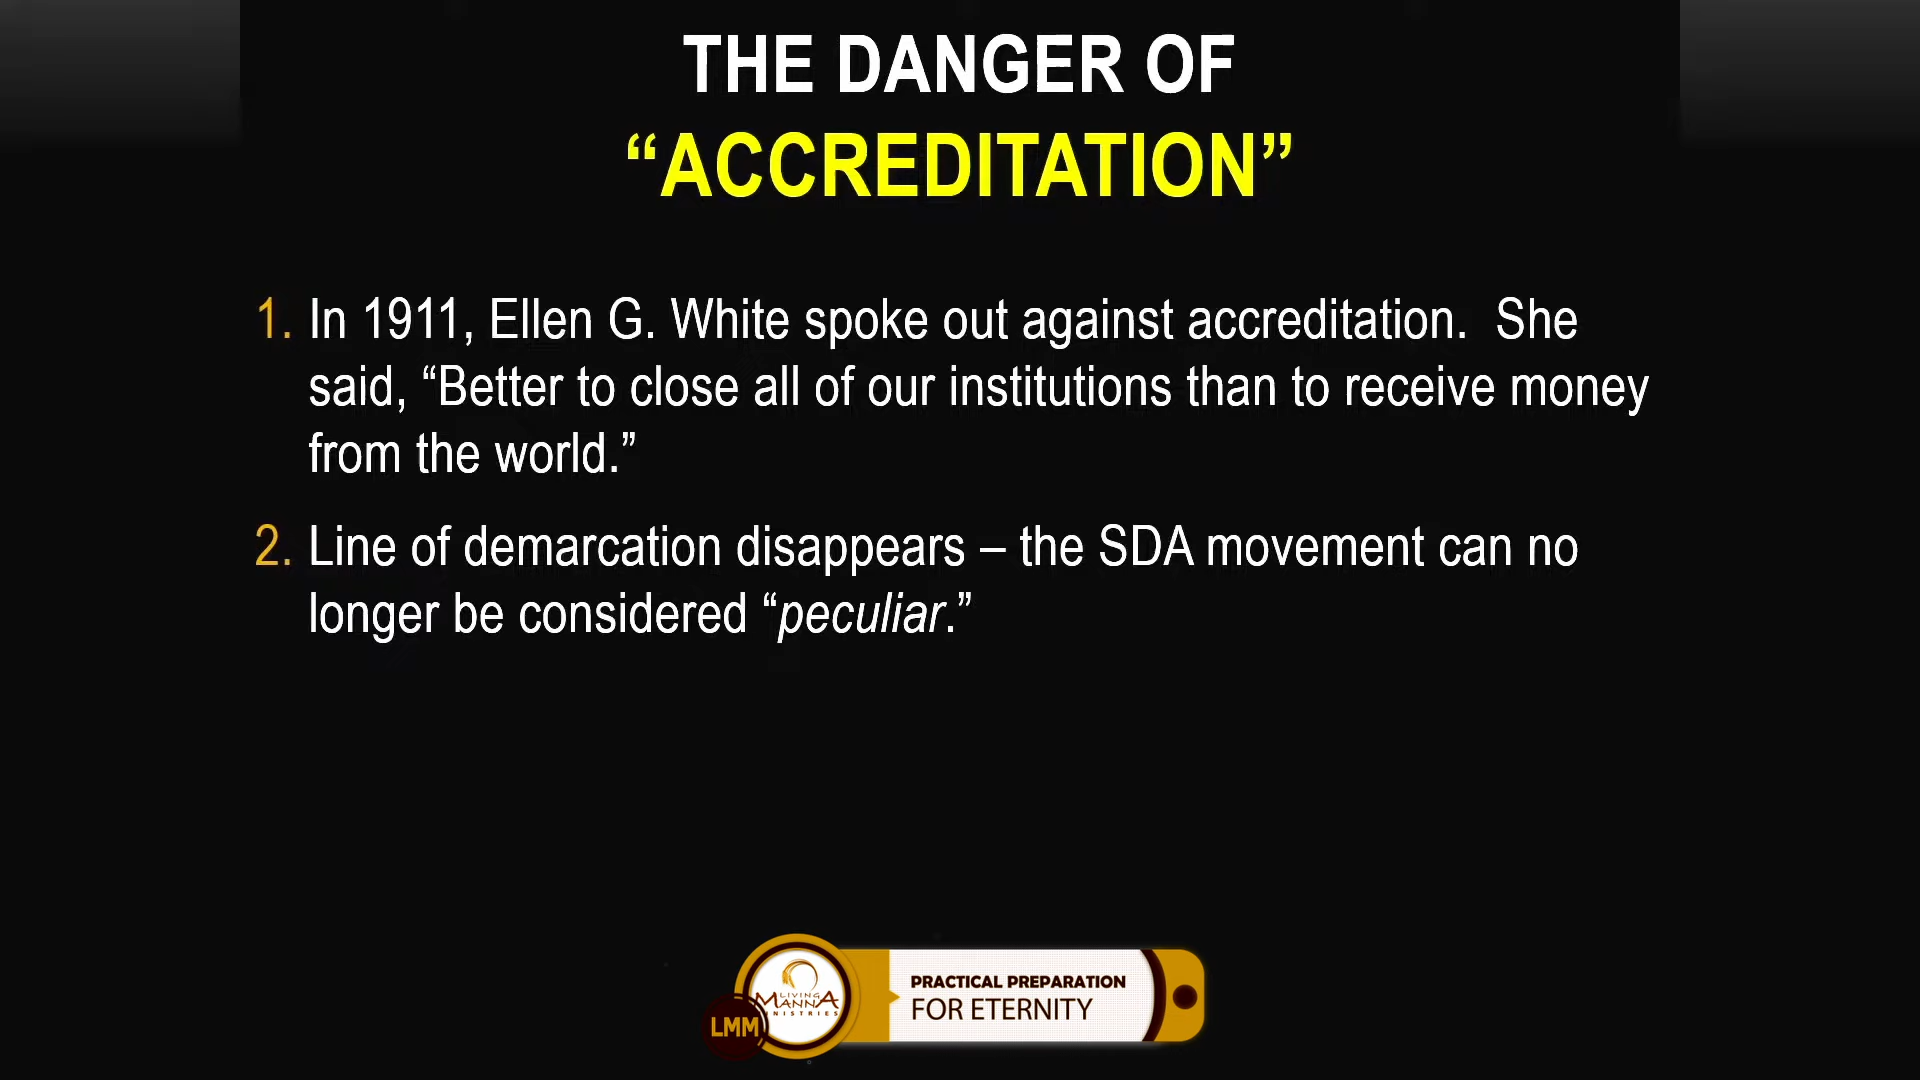 THE DANGER OF
“ACCREDITATION”
1. In 1911, Ellen G. White spoke out against accreditation.  She
said, “Better to close all of our institutions than to receive money
from the world.”
2. Line of demarcation disappears – the SDA movement can no
longer be considered “peculiar.”
LIVING
MANNA
MINISTRIES
LMM
PRACTICAL PREPARATION
FOR ETERNITY